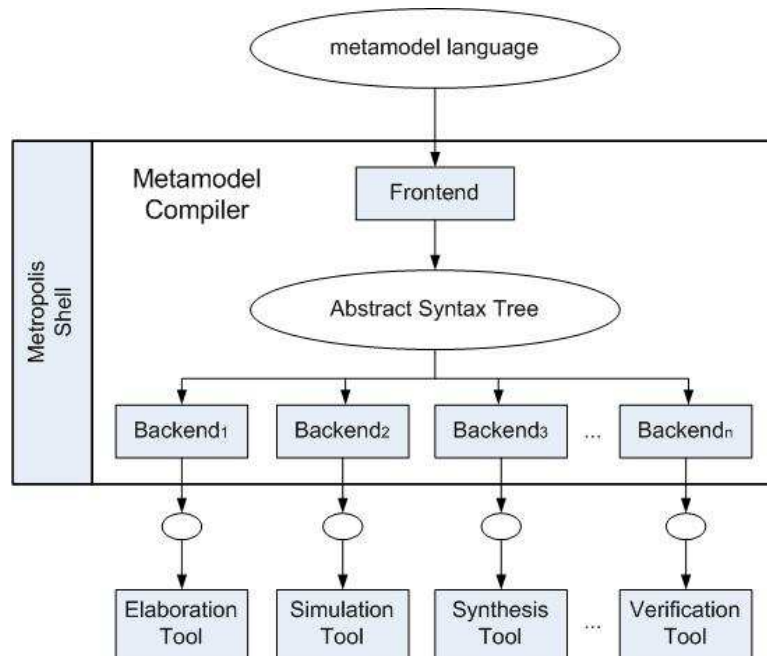 metamodel language
Metamodel
Compiler
Frontend
Metropolis
Shell
Abstract Syntax Tree
Backend1
Backend2
Backend3
...
Backendn
Elaboration
Tool
Simulation
Tool
Synthesis
Tool
...
Verification
Tool